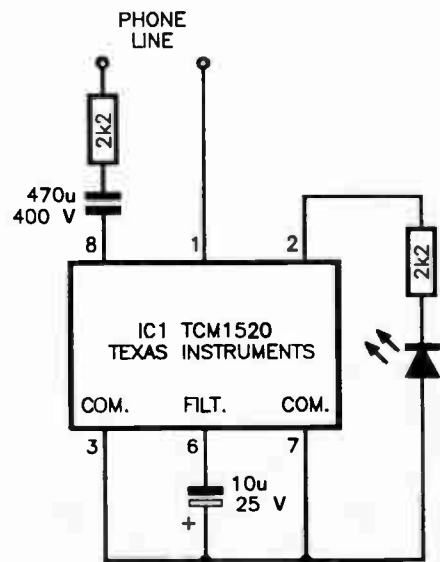 PHONE
LINE
2k2
470u
400 V
8
1
2
2k2
IC1 TCM1520
TEXAS INSTRUMENTS
COM.
FILT.
COM.
3
6
7
10u
25 V
+